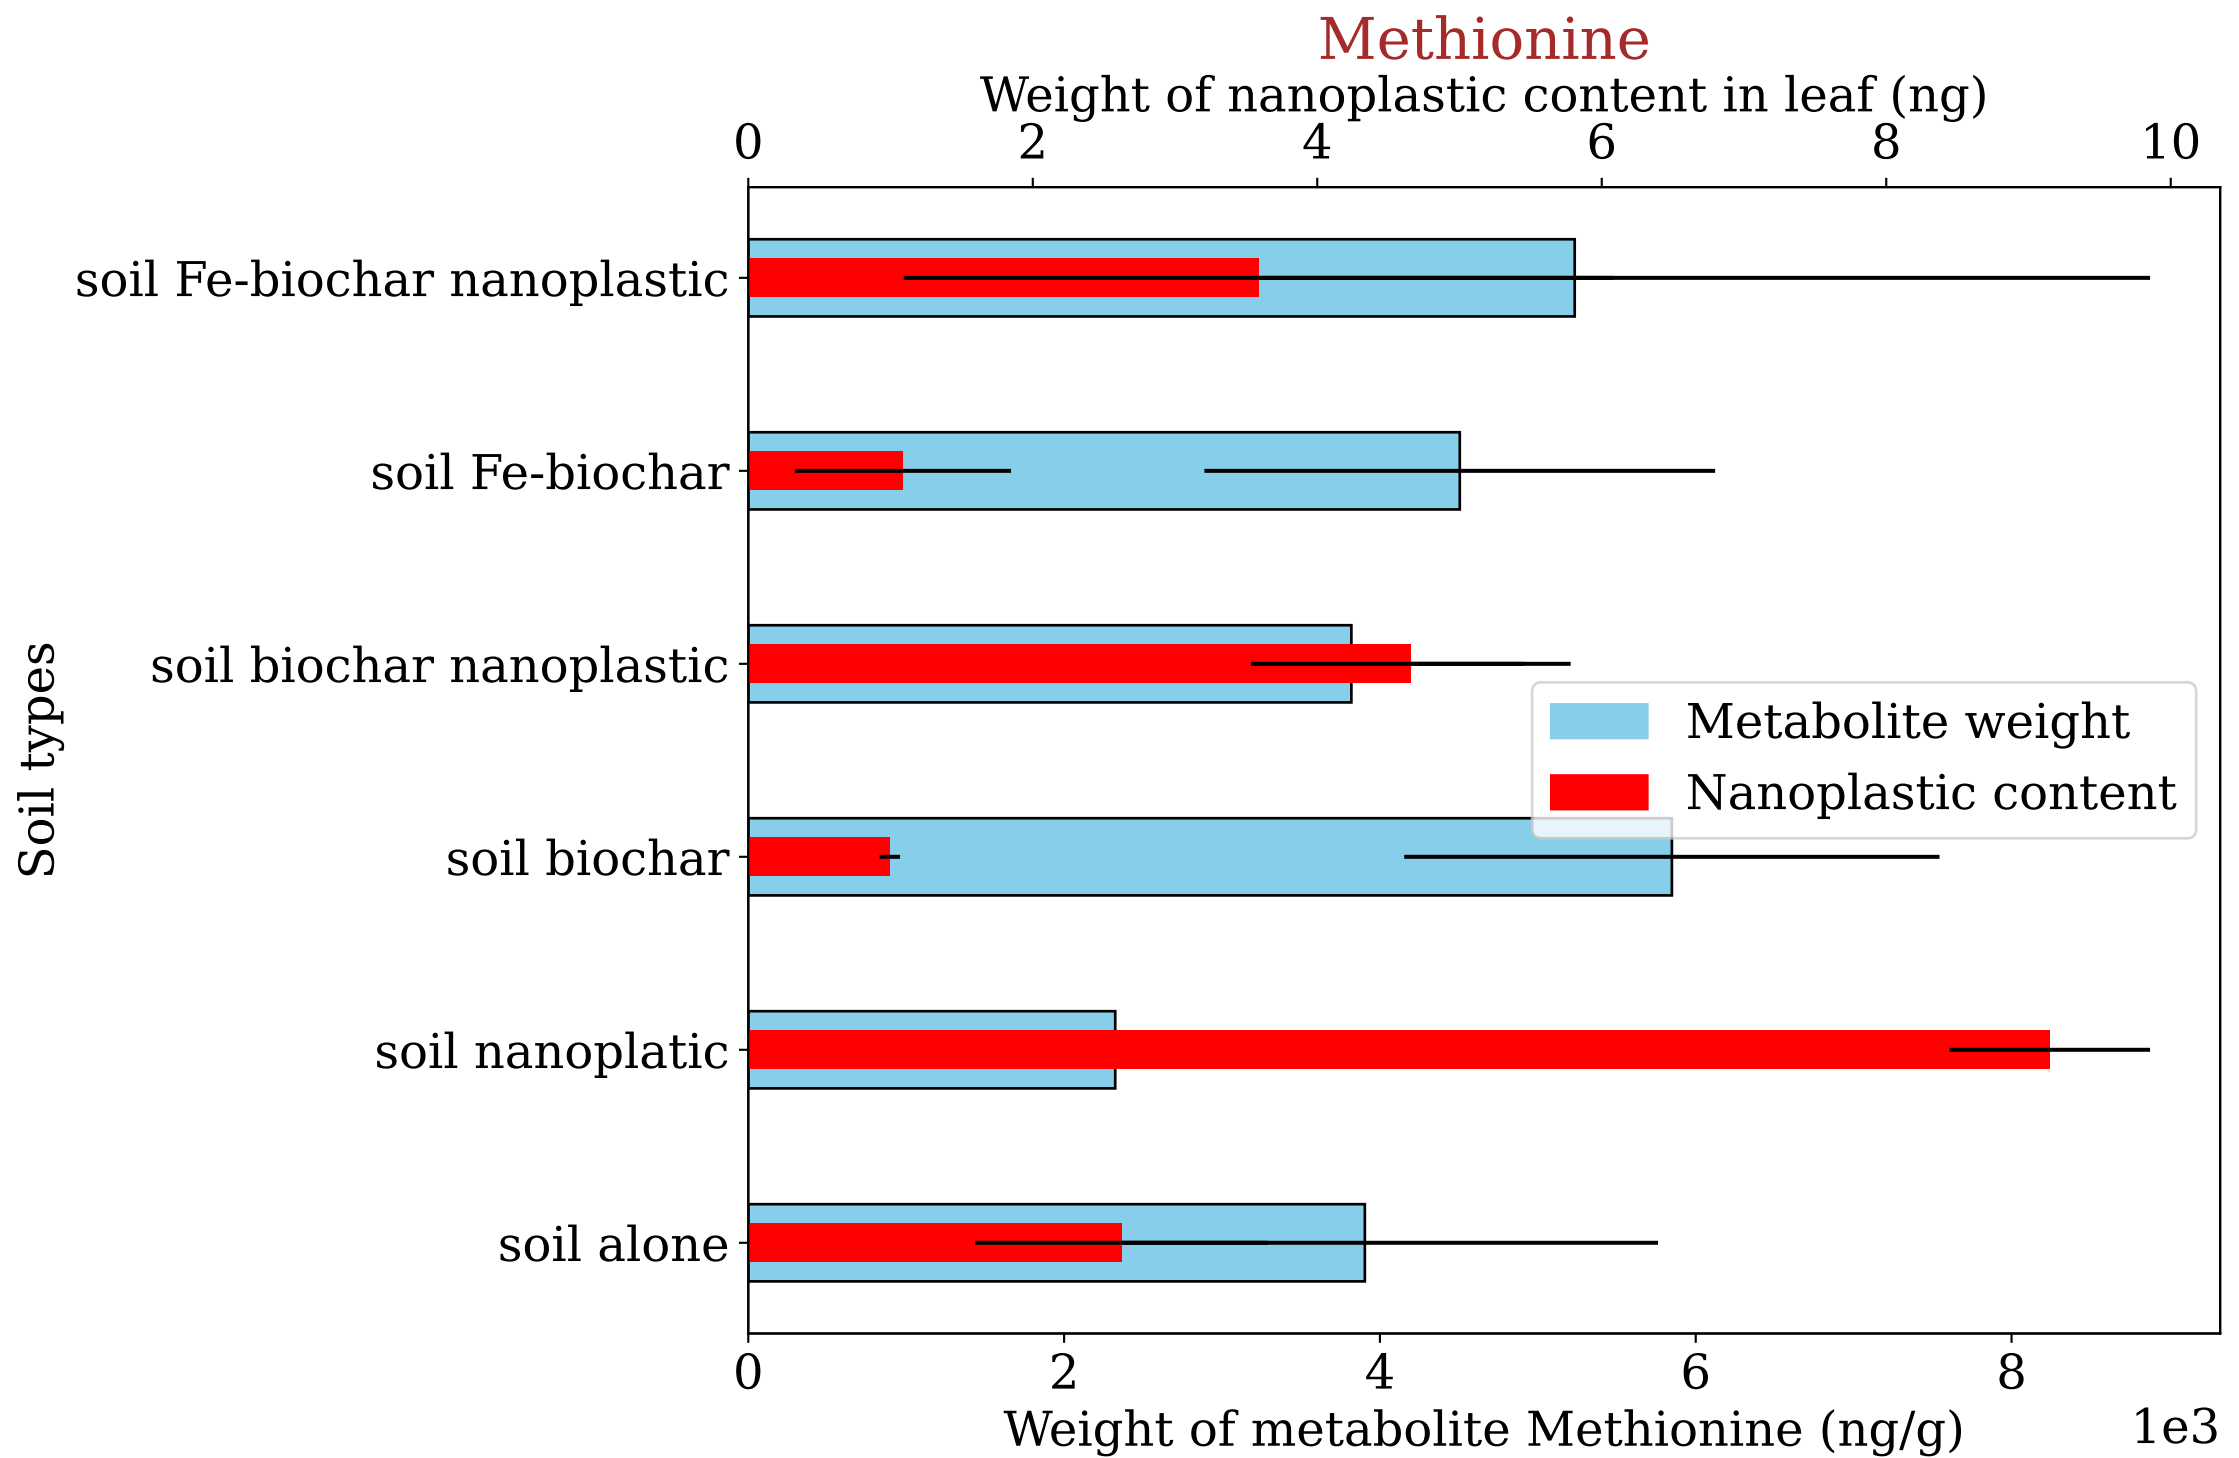 Methionine
Weight of nanoplastic content in leaf (ng)
0 2 4 6 8 10
soil Fe-biochar nanoplastic
soil Fe-biochar
soil biochar nanoplastic
soil biochar
soil nanoplatic
soil alone
Soil types
Metabolite weight
Nanoplastic content
0 2 4 6 8
Weight of metabolite Methionine (ng/g)
1e3